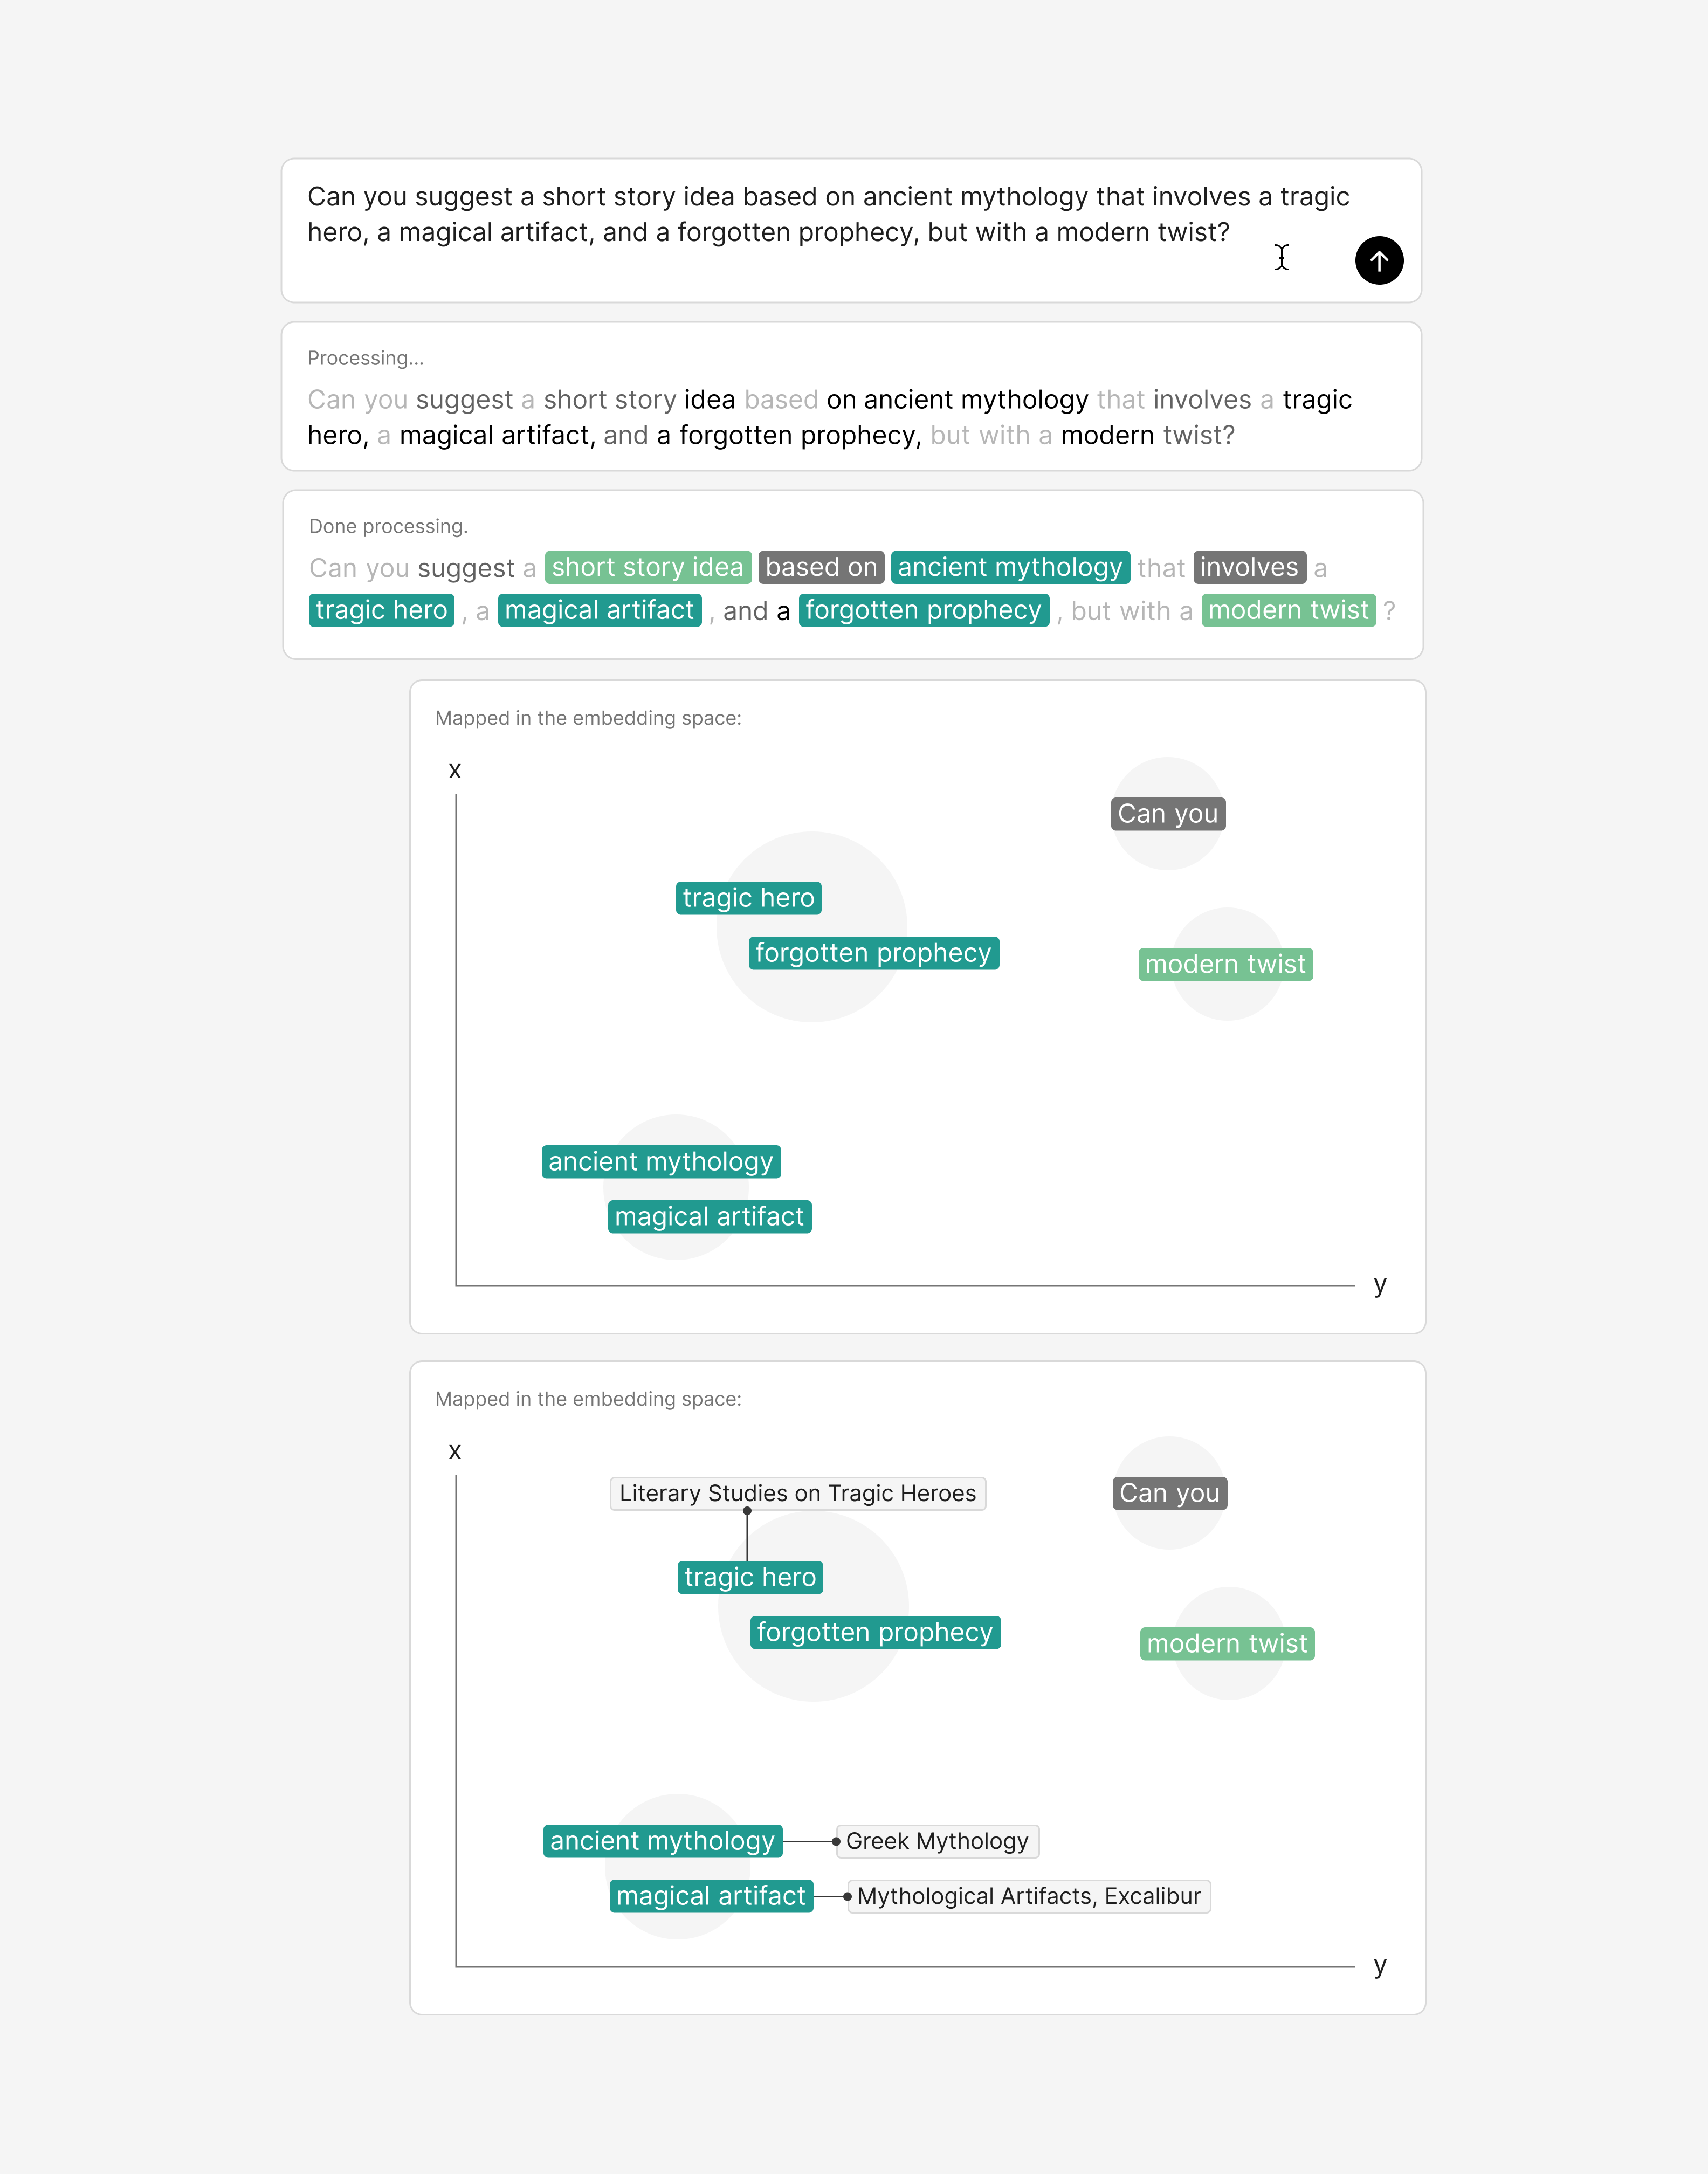 Can you suggest a short story idea based on ancient mythology that involves a tragic
hero, a magical artifact, and a forgotten prophecy, but with a modern twist?
Processing...
Can you suggest a short story idea based on ancient mythology that involves a tragic
hero, a magical artifact, and a forgotten prophecy, but with a modern twist?
Done processing.
Can you suggest a short story idea based on ancient mythology that involves a
tragic hero , a magical artifact , and a forgotten prophecy , but with a modern twist ?
Mapped in the embedding space:
x
Can you
tragic hero
forgotten prophecy
modern twist
ancient mythology
magical artifact
y
Mapped in the embedding space:
x
Literary Studies on Tragic Heroes
Can you
tragic hero
forgotten prophecy
modern twist
ancient mythology
Greek Mythology
magical artifact
Mythological Artifacts, Excalibur
y